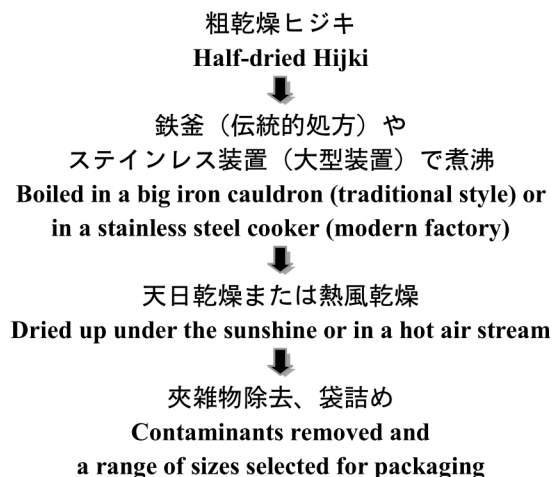 粗乾燥ヒジキ
Half-dried Hijki
鉄釜（伝統的処方）や
ステインレス装置（大型装置）で煮沸
Boiled in a big iron cauldron (traditional style) or
in a stainless steel cooker (modern factory)
天日乾燥または熱風乾燥
Dried up under the sunshine or in a hot air stream
夾雑物除去、袋詰め
Contaminants removed and
a range of sizes selected for packaging